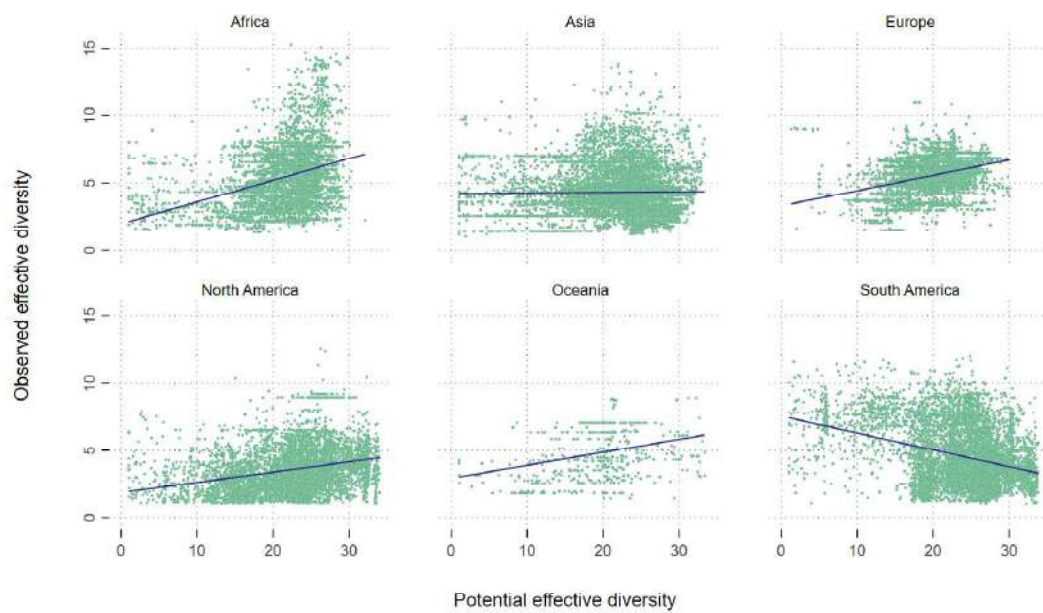 Africa
Asia
Europe
15
10
5
0
North America
Oceania
South America
15
10
5
0
0 10 20 30
0 10 20 30
0 10 20 30
Observed effective diversity
Potential effective diversity